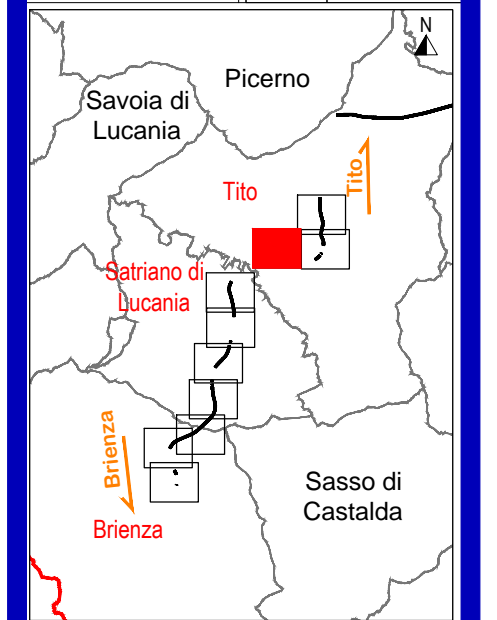 N
Picerno
Savoia di
Lucania
Tito
Tito
Satriano di
Lucania
Brienza
Sasso di
Castalda
Brienza